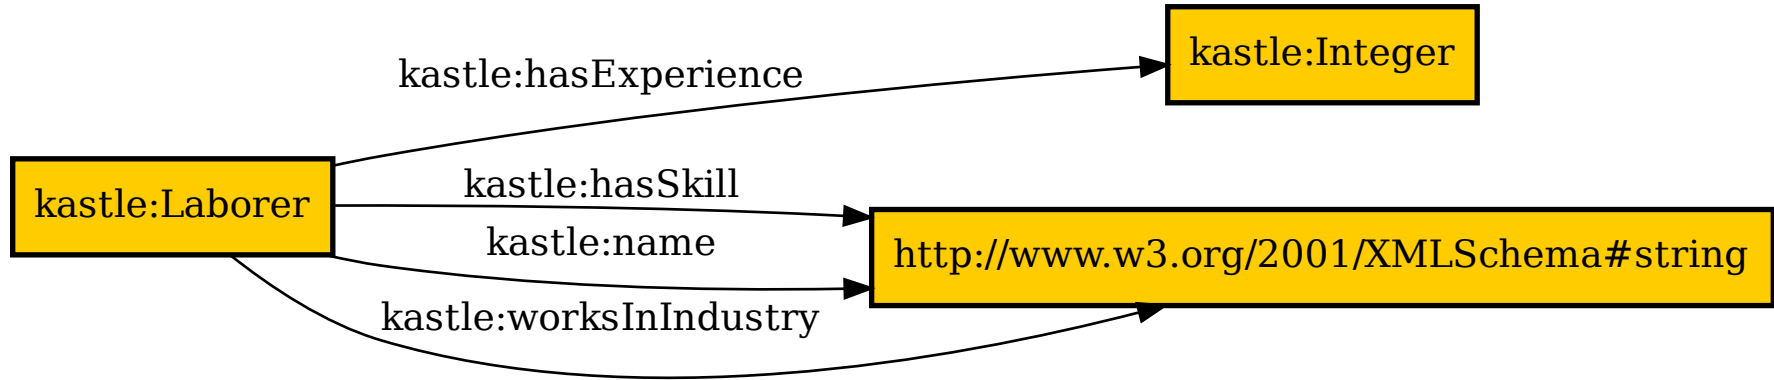 kastle:Integer
kastle:hasExperience
kastle:hasSkill
kastle:Laborer
kastle:name
http://www.w3.org/2001/XMLSchema#string
kastle:worksInIndustry